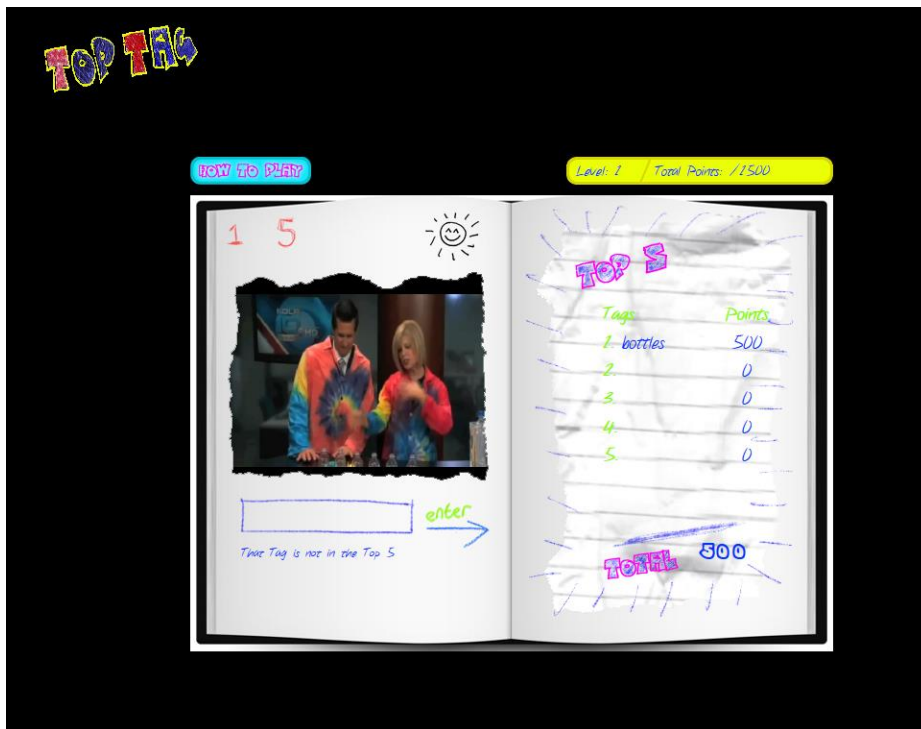 TOP TAG
HOW TO PLAY
Level: 1 / Total Points: /1500
1 5
TOP 5
Tags Points
1. bottles 500
2. 0
3. 0
4. 0
5. 0
enter
That Tag is not in the Top 5
TOTAL 500